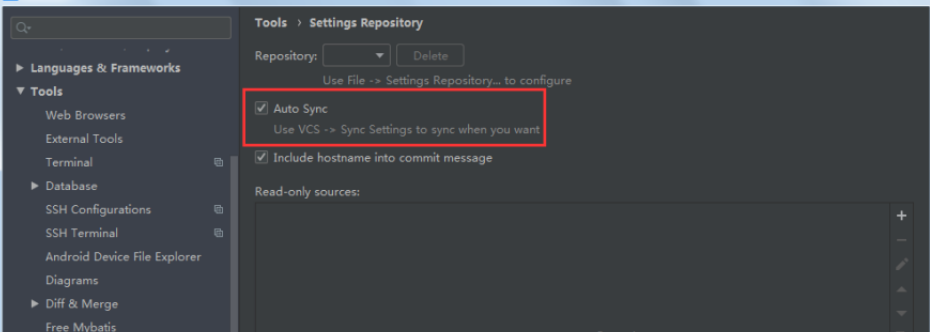 Tools › Settings Repository
Repository:
Delete
Use File -> Settings Repository... to configure
Auto Sync
Use VCS -> Sync Settings to sync when you want
Include hostname into commit message
Read-only sources:
Languages & Frameworks
Tools
Web Browsers
External Tools
Terminal
Database
SSH Configurations
SSH Terminal
Android Device File Explorer
Diagrams
Diff & Merge
Free Mybatis